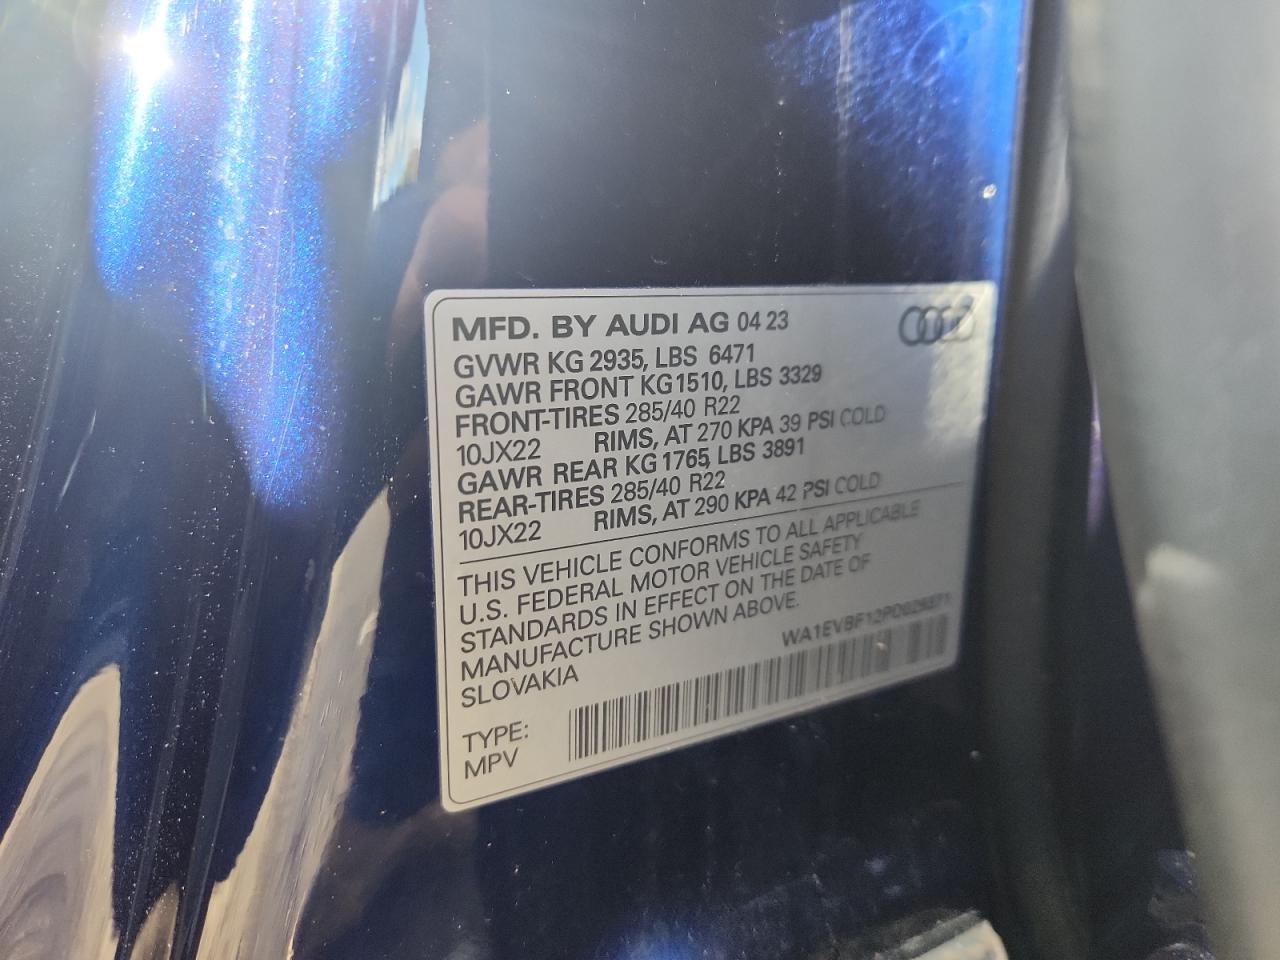 MFD. BY AUDI AG 04 23
GVWR KG 2935, LBS 6471
GAWR FRONT KG1510, LBS 3329
FRONT-TIRES 285/40 R22
10JX22 RIMS, AT 270 KPA 39 PSI COLD
GAWR REAR KG 1765, LBS 3891
REAR-TIRES 285/40 R22
10JX22 RIMS, AT 290 KPA 42 PSI COLD
THIS VEHICLE CONFORMS TO ALL APPLICABLE
U.S. FEDERAL MOTOR VEHICLE SAFETY
STANDARDS IN EFFECT ON THE DATE OF
MANUFACTURE SHOWN ABOVE.
SLOVAKIA
TYPE:
MPV